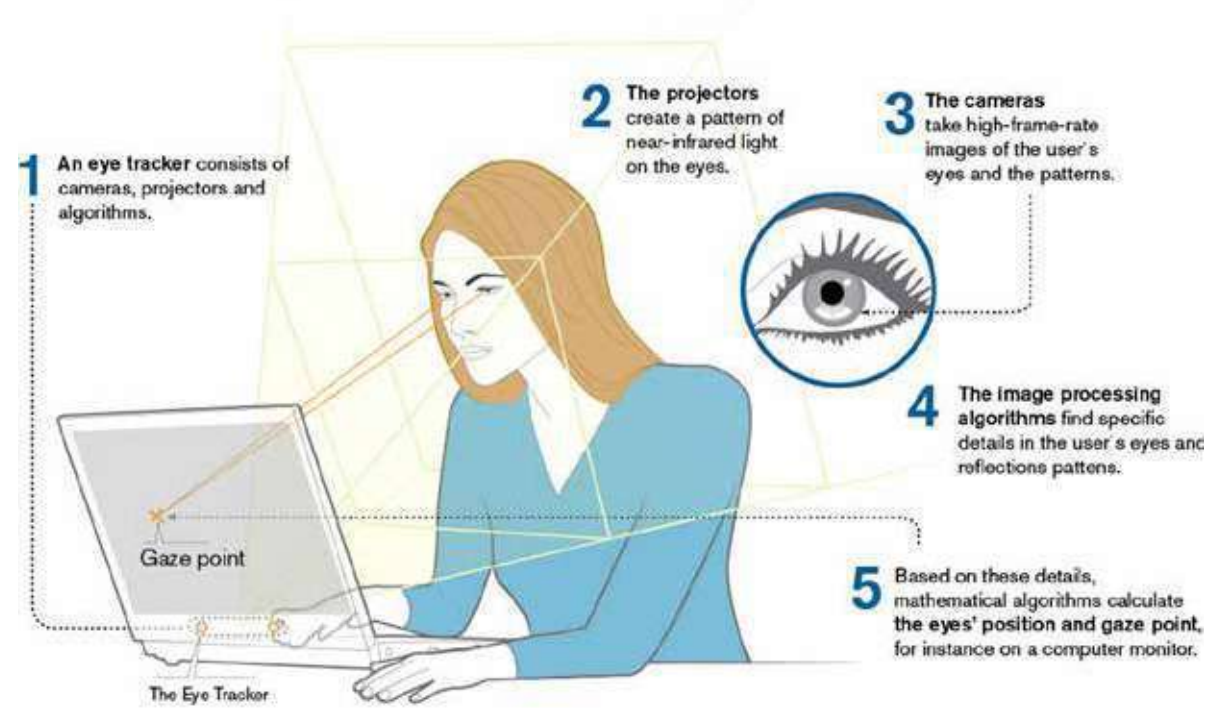 1
An eye tracker consists of
cameras, projectors and
algorithms.
2
The projectors
create a pattern of
near-infrared light
on the eyes.
3
The cameras
take high-frame-rate
images of the user's
eyes and the patterns.
4
The image processing
algorithms find specific
details in the user's eyes and
reflections pattens.
5
Based on these details,
mathematical algorithms calculate
the eyes' position and gaze point,
for instance on a computer monitor.
Gaze point
The Eye Tracker